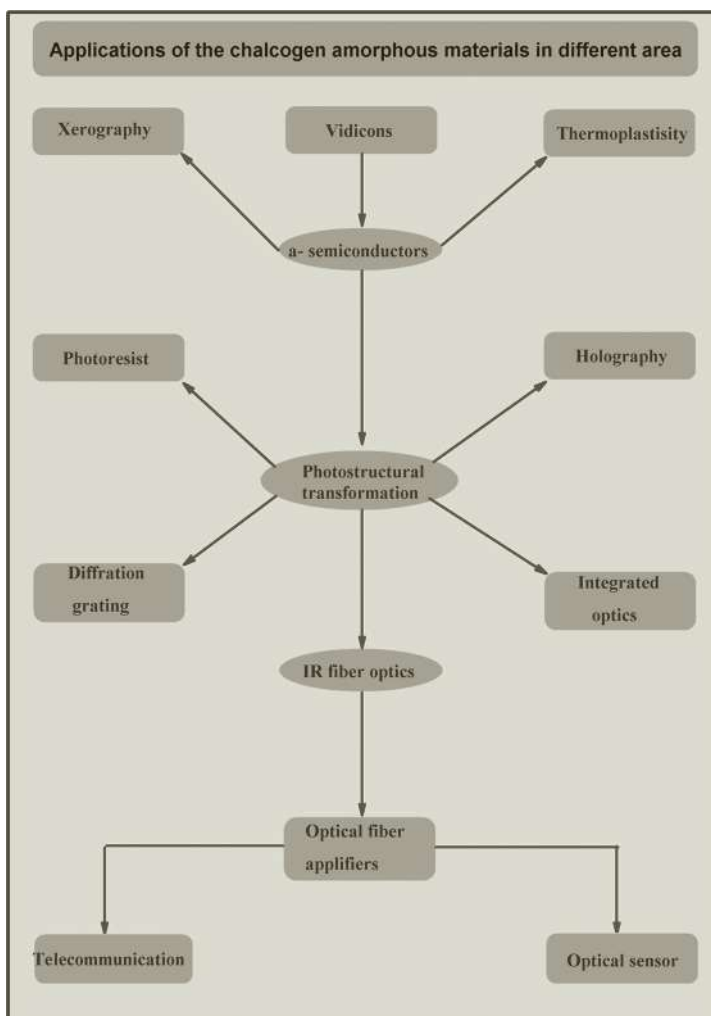 Applications of the chalcogen amorphous materials in different area
Xerography
Vidicons
Thermoplastisity
a- semiconductors
Photoresist
Holography
Photostructural
transformation
Diffration
grating
Integrated
optics
IR fiber optics
Optical fiber
applifiers
Telecommunication
Optical sensor